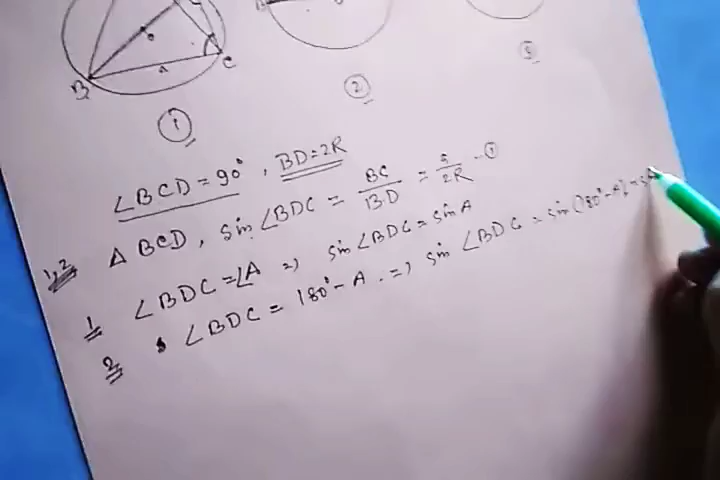 B a C
1 2 3
∠BCD = 90°, BD = 2R
1,2 Δ BCD, sin ∠BDC = BC/BD = a/2R --- ①
1 ∠BDC = ∠A ⇒ sin ∠BDC = sin A
2 ∠BDC = 180° - A. ⇒ sin ∠BDC = sin(180° - A) =